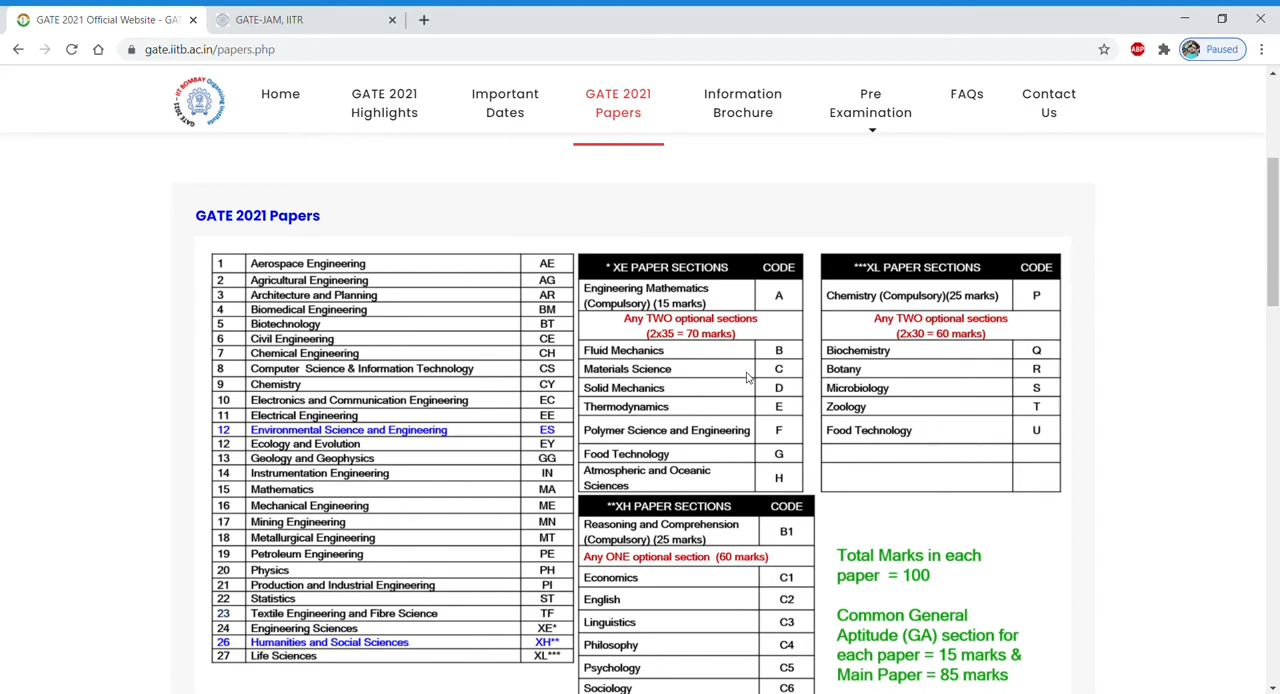 GATE 2021 Official Website - GAT
GATE-JAM, IITR
gate.iitb.ac.in/papers.php
ABP
Paused
GATE 2021 - IIT BOMBAY Organising Institute
Home
GATE 2021 Highlights
Important Dates
GATE 2021 Papers
Information Brochure
Pre Examination
FAQs
Contact Us
GATE 2021 Papers
1 Aerospace Engineering AE
2 Agricultural Engineering AG
3 Architecture and Planning AR
4 Biomedical Engineering BM
5 Biotechnology BT
6 Civil Engineering CE
7 Chemical Engineering CH
8 Computer Science & Information Technology CS
9 Chemistry CY
10 Electronics and Communication Engineering EC
11 Electrical Engineering EE
12 Environmental Science and Engineering ES
12 Ecology and Evolution EY
13 Geology and Geophysics GG
14 Instrumentation Engineering IN
15 Mathematics MA
16 Mechanical Engineering ME
17 Mining Engineering MN
18 Metallurgical Engineering MT
19 Petroleum Engineering PE
20 Physics PH
21 Production and Industrial Engineering PI
22 Statistics ST
23 Textile Engineering and Fibre Science TF
24 Engineering Sciences XE*
26 Humanities and Social Sciences XH**
27 Life Sciences XL***
* XE PAPER SECTIONS CODE
Engineering Mathematics
(Compulsory) (15 marks) A
Any TWO optional sections
(2x35 = 70 marks)
Fluid Mechanics B
Materials Science C
Solid Mechanics D
Thermodynamics E
Polymer Science and Engineering F
Food Technology G
Atmospheric and Oceanic
Sciences H
**XH PAPER SECTIONS CODE
Reasoning and Comprehension
(Compulsory) (25 marks) B1
Any ONE optional section (60 marks)
Economics C1
English C2
Linguistics C3
Philosophy C4
Psychology C5
Sociology C6
***XL PAPER SECTIONS CODE
Chemistry (Compulsory)(25 marks) P
Any TWO optional sections
(2x30 = 60 marks)
Biochemistry Q
Botany R
Microbiology S
Zoology T
Food Technology U
Total Marks in each
paper = 100
Common General
Aptitude (GA) section for
each paper = 15 marks &
Main Paper = 85 marks